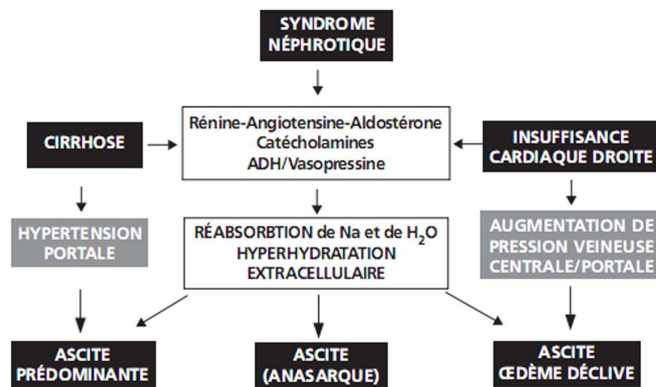 SYNDROME
NÉPHROTIQUE
CIRRHOSE
Rénine-Angiotensine-Aldostérone
Catécholamines
ADH/Vasopressine
INSUFFISANCE
CARDIAQUE DROITE
HYPERTENSION
PORTALE
RÉABSORBTION de Na et de H₂O
HYPERHYDRATATION
EXTRACELLULAIRE
AUGMENTATION DE
PRESSION VEINEUSE
CENTRALE/PORTALE
ASCITE
PRÉDOMINANTE
ASCITE
(ANASARQUE)
ASCITE
ŒDÈME DÉCLIVE